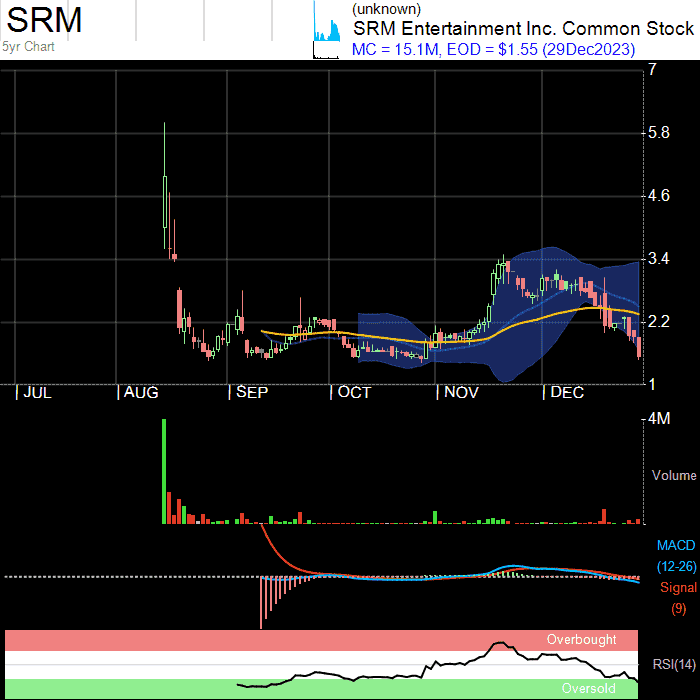 SRM
5yr Chart
(unknown)
SRM Entertainment Inc. Common Stock
MC = 15.1M, EOD = $1.55 (29Dec2023)
7
5.8
4.6
3.4
2.2
1
JUL
AUG
SEP
OCT
NOV
DEC
4M
Volume
MACD
(12-26)
Signal
(9)
Overbought
RSI(14)
Oversold